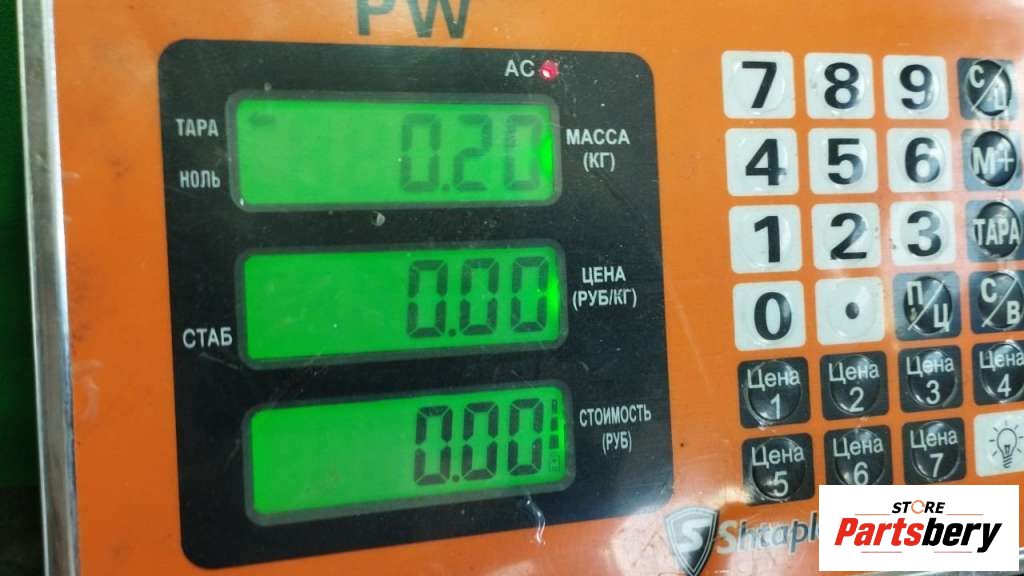 PW
AC
ТАРА
НОЛЬ
0.20
МАССА
(КГ)
СТАБ
0.00
ЦЕНА
(РУБ/КГ)
0.00
СТОИМОСТЬ
(РУБ)
7 8 9 С/Ц
4 5 6 М+
1 2 3 ТАРА
0 . П/Ц С/В
Цена 1 Цена 2 Цена 3 Цена 4
Цена 5 Цена 6 Цена 7
STORE
Partsbery